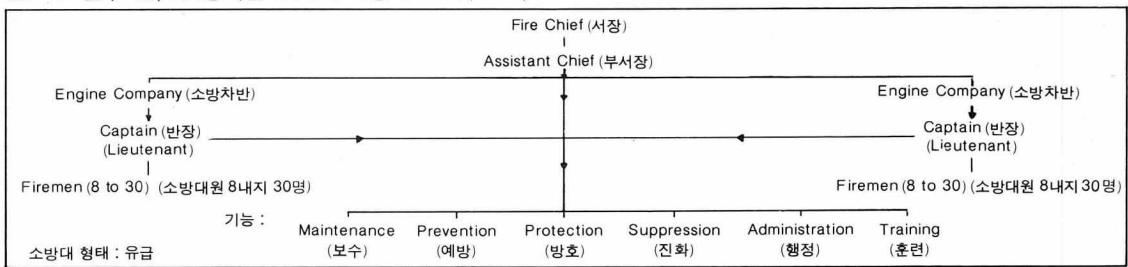 Fire Chief (서장)
Assistant Chief (부서장)
Engine Company (소방차반) Engine Company (소방차반)
Captain (반장) Captain (반장)
(Lieutenant) (Lieutenant)
Firemen (8 to 30) (소방대원 8내지 30명) Firemen (8 to 30) (소방대원 8내지 30명)
기능 :
Maintenance Prevention Protection Suppression Administration Training
(보수) (예방) (방호) (진화) (행정) (훈련)
소방대 형태 : 유급